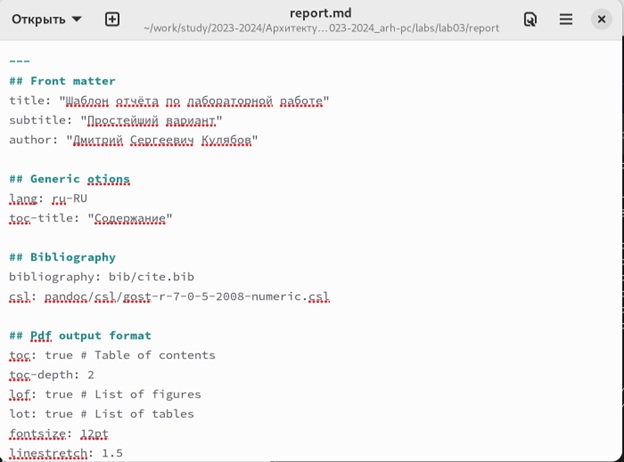 Открыть
report.md
~/work/study/2023-2024/Архитекту…023-2024_arh-pc/labs/lab03/report
---
## Front matter
title: "Шаблон отчёта по лабораторной работе"
subtitle: "Простейший вариант"
author: "Дмитрий Сергеевич Кулябов"
## Generic otions
lang: ru-RU
toc-title: "Содержание"
## Bibliography
bibliography: bib/cite.bib
csl: pandoc/csl/gost-r-7-0-5-2008-numeric.csl
## Pdf output format
toc: true # Table of contents
toc-depth: 2
lof: true # List of figures
lot: true # List of tables
fontsize: 12pt
linestretch: 1.5